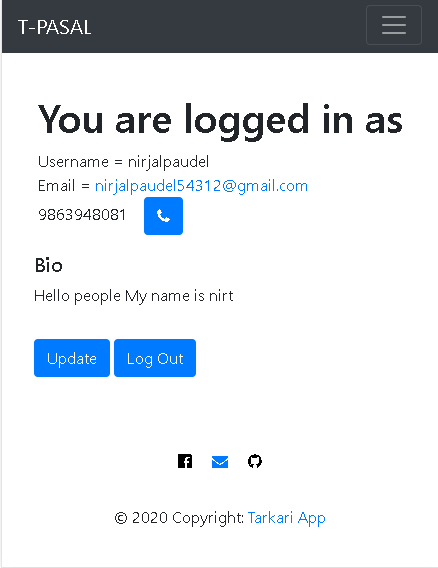 T-PASAL
You are logged in as
Username = nirjalpaudel
Email = nirjalpaudel54312@gmail.com
9863948081
Bio
Hello people My name is nirt
Update Log Out
© 2020 Copyright: Tarkari App